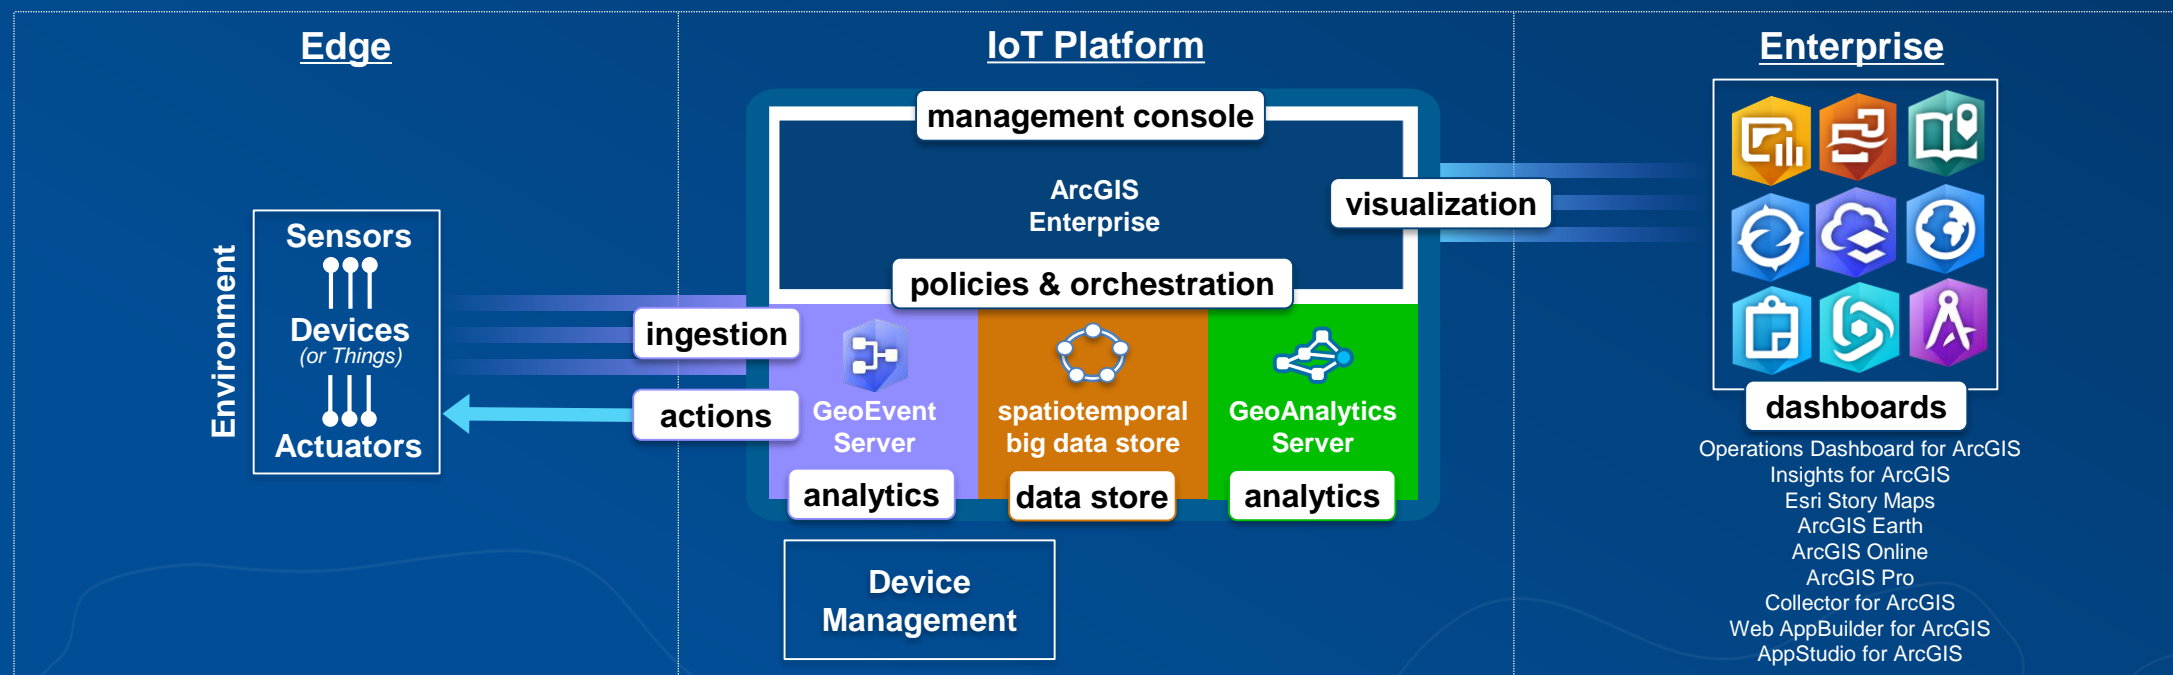 Edge
Environment
Sensors
Devices
(or Things)
Actuators
IoT Platform
management console
ArcGIS
Enterprise
visualization
policies & orchestration
ingestion
actions
GeoEvent
Server
analytics
spatiotemporal
big data store
data store
GeoAnalytics
Server
analytics
Device
Management
Enterprise
dashboards
Operations Dashboard for ArcGIS
Insights for ArcGIS
Esri Story Maps
ArcGIS Earth
ArcGIS Online
ArcGIS Pro
Collector for ArcGIS
Web AppBuilder for ArcGIS
AppStudio for ArcGIS